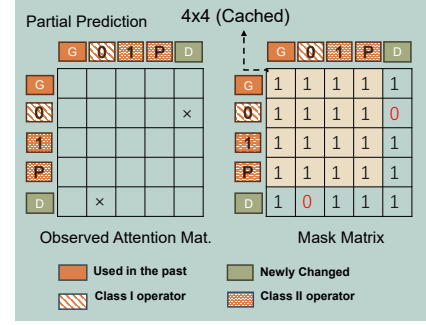 Partial Prediction 4x4 (Cached)
G 0 1 P D G 0 1 P D
G G 1 1 1 1 1
0 × 0 1 1 1 1 0
1 1 1 1 1 1 1
P P 1 1 1 1 1
D × D 1 0 1 1 1
Observed Attention Mat. Mask Matrix
Used in the past Newly Changed
Class I operator Class II operator